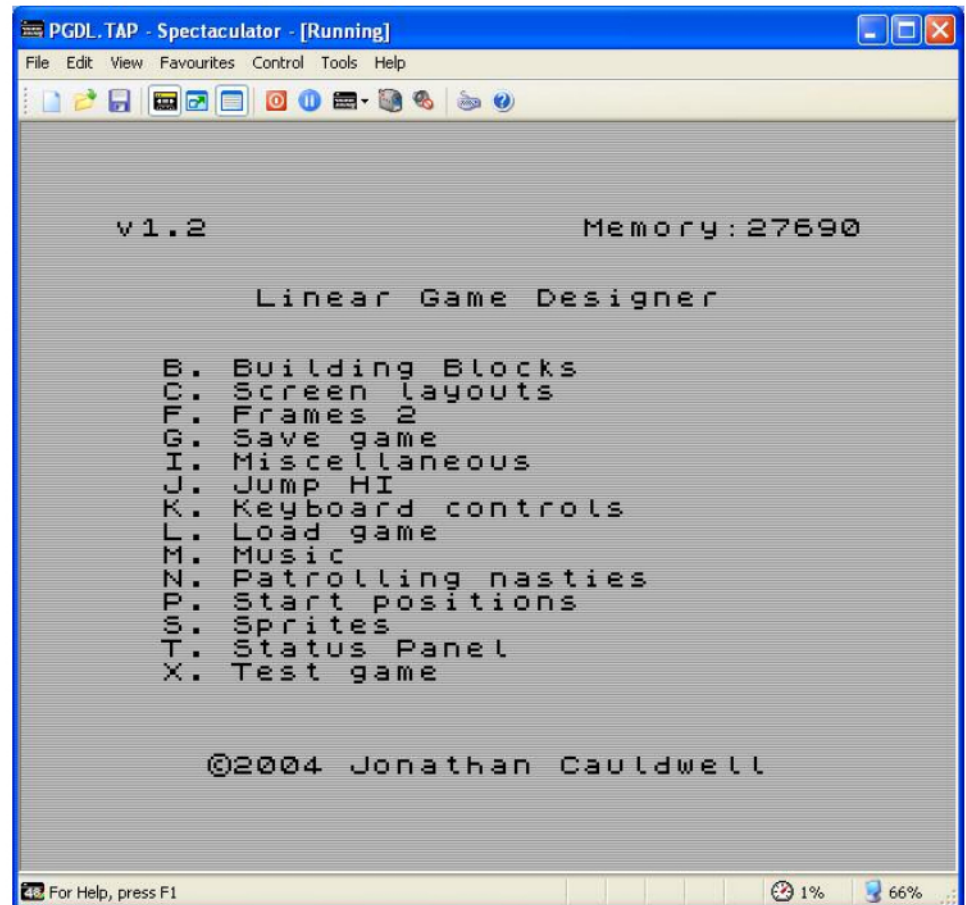 PGDL.TAP - Spectaculator - [Running]
File Edit View Favourites Control Tools Help
v1.2 Memory:27690
Linear Game Designer
B. Building Blocks
C. Screen layouts
F. Frames 2
G. Save game
I. Miscellaneous
J. Jump HI
K. Keyboard controls
L. Load game
M. Music
N. Patrolling nasties
P. Start positions
S. Sprites
T. Status Panel
X. Test game
©2004 Jonathan Cauldwell
48 For Help, press F1 1% 66%